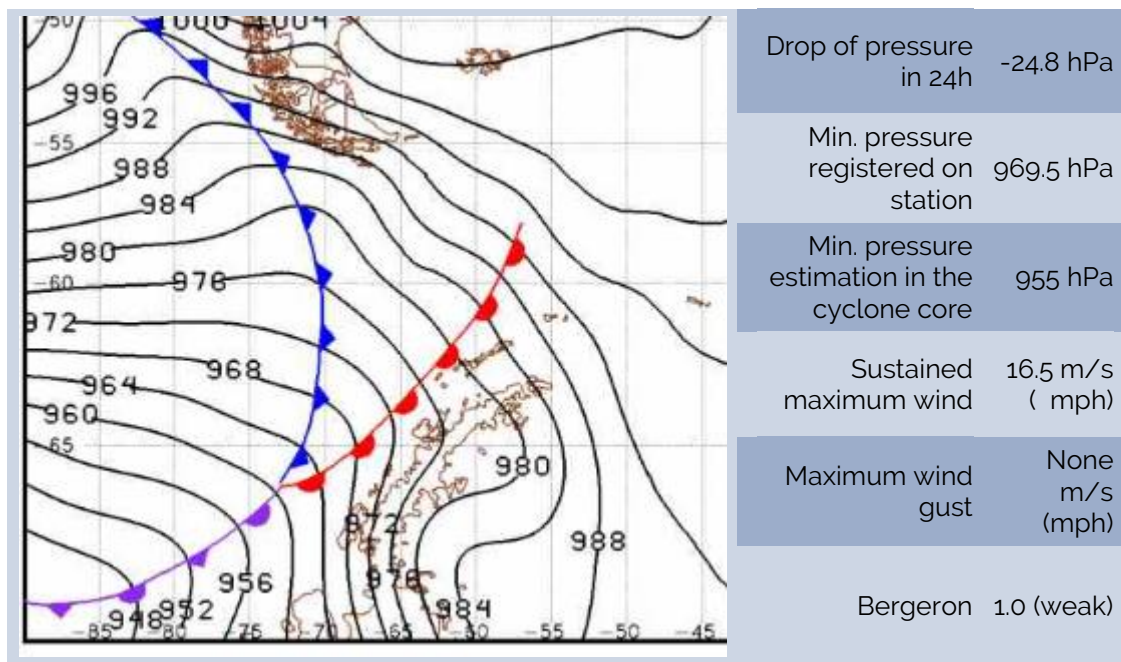 -50
1000
1004
996
992
-55
988
984
980
976
-60
972
968
964
960
65
980
972
988
976
956
984
948
952
-85
-80
-75
-70
-65
-55
-50
-45
Drop of pressure
in 24h
-24.8 hPa
Min. pressure
registered on
station
969.5 hPa
Min. pressure
estimation in the
cyclone core
955 hPa
Sustained
maximum wind
16.5 m/s
( mph)
Maximum wind
gust
None
m/s
(mph)
Bergeron
1.0 (weak)